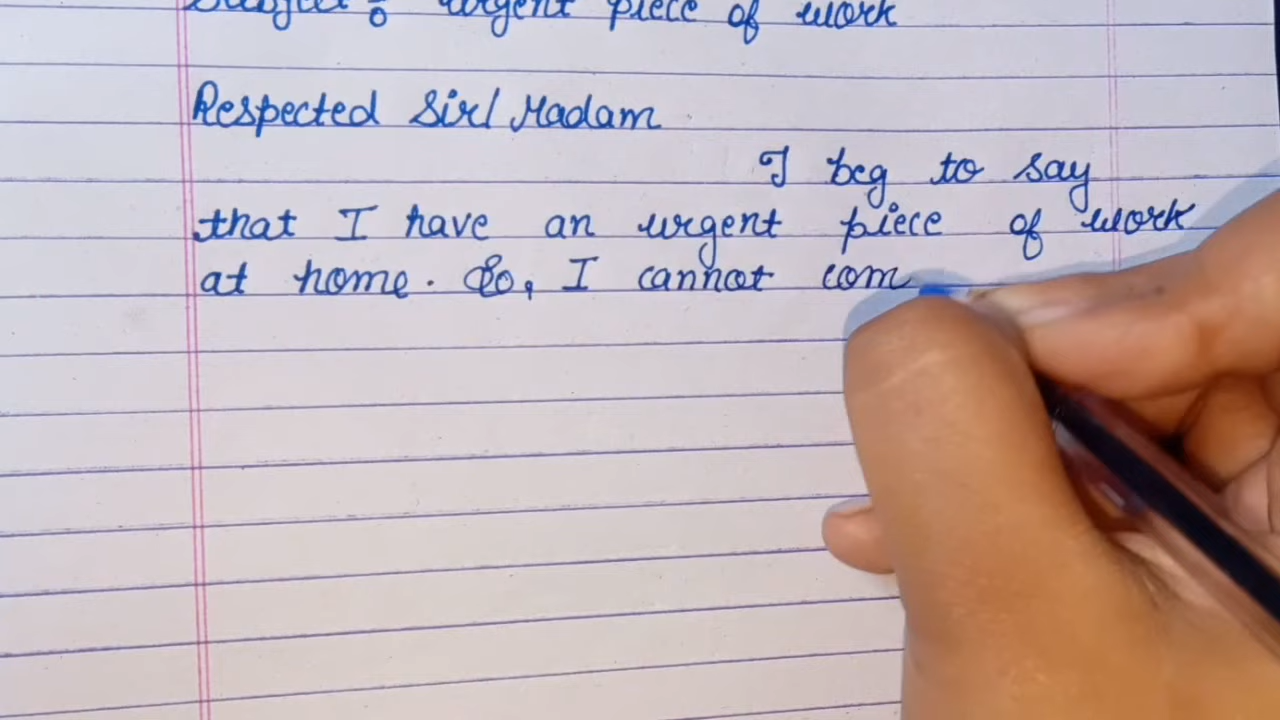 Subject : urgent piece of work
Respected Sir/Madam
I beg to say
that I have an urgent piece of work
at home. So, I cannot com